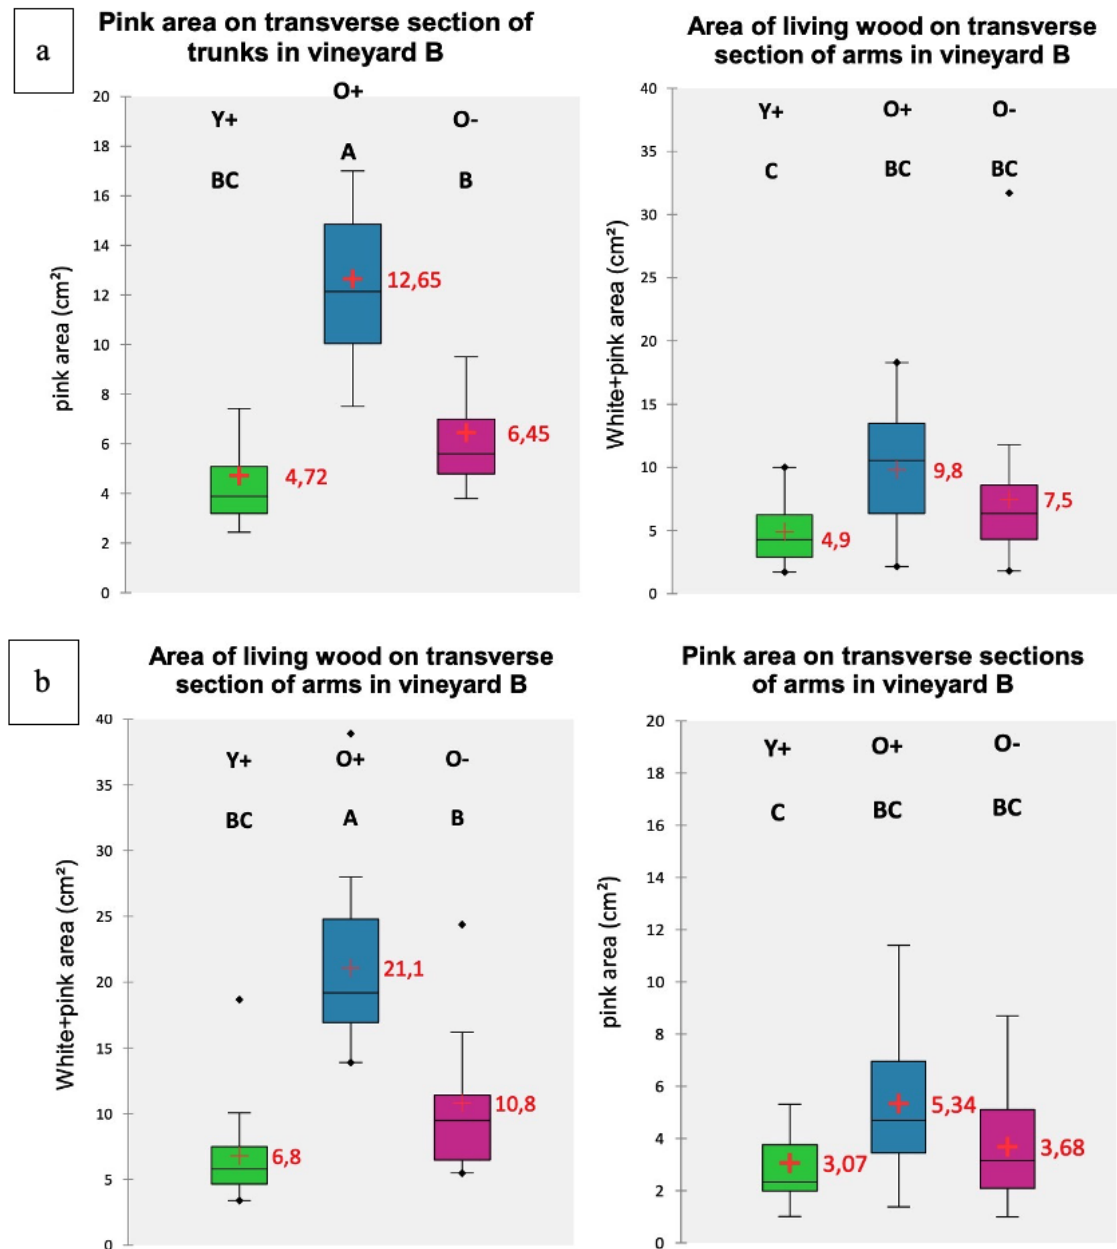 a
Pink area on transverse section of
trunks in vineyard B
pink area (cm²)
20
18
16
14
12
10
8
6
4
2
0
Y+
O+
O-
BC
A
B
4,72
12,65
6,45
Area of living wood on transverse
section of arms in vineyard B
White+pink area (cm²)
40
35
30
25
20
15
10
5
0
Y+
O+
O-
C
BC
BC
4,9
9,8
7,5
b
Area of living wood on transverse
section of arms in vineyard B
White+pink area (cm²)
40
35
30
25
20
15
10
5
0
Y+
O+
O-
BC
A
B
6,8
21,1
10,8
Pink area on transverse sections
of arms in vineyard B
pink area (cm²)
20
18
16
14
12
10
8
6
4
2
0
Y+
O+
O-
C
BC
BC
3,07
5,34
3,68